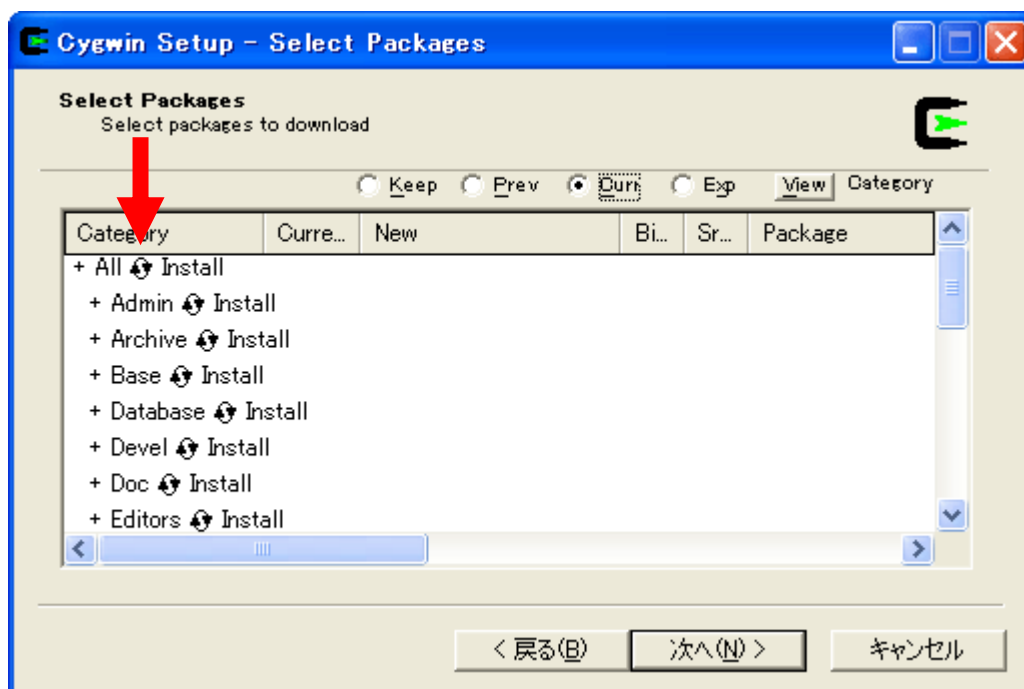 Cygwin Setup - Select Packages
Select Packages
Select packages to download
Keep Prev Curr Exp View Category
Category Curre... New Bi... Sr... Package
+ All Install
+ Admin Install
+ Archive Install
+ Base Install
+ Database Install
+ Devel Install
+ Doc Install
+ Editors Install
< 戻る(B) 次へ(N) > キャンセル